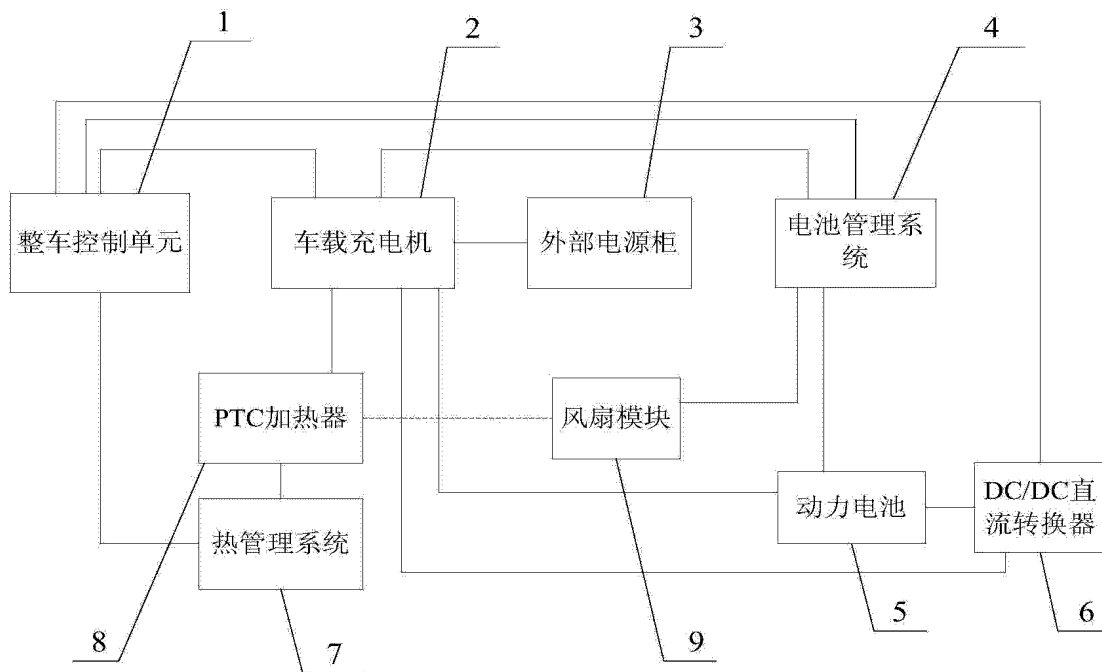 1
2
3
4
整车控制单元
车载充电机
外部电源柜
电池管理系
统
PTC加热器
风扇模块
热管理系统
动力电池
DC/DC直
流转换器
8
7
9
5
6